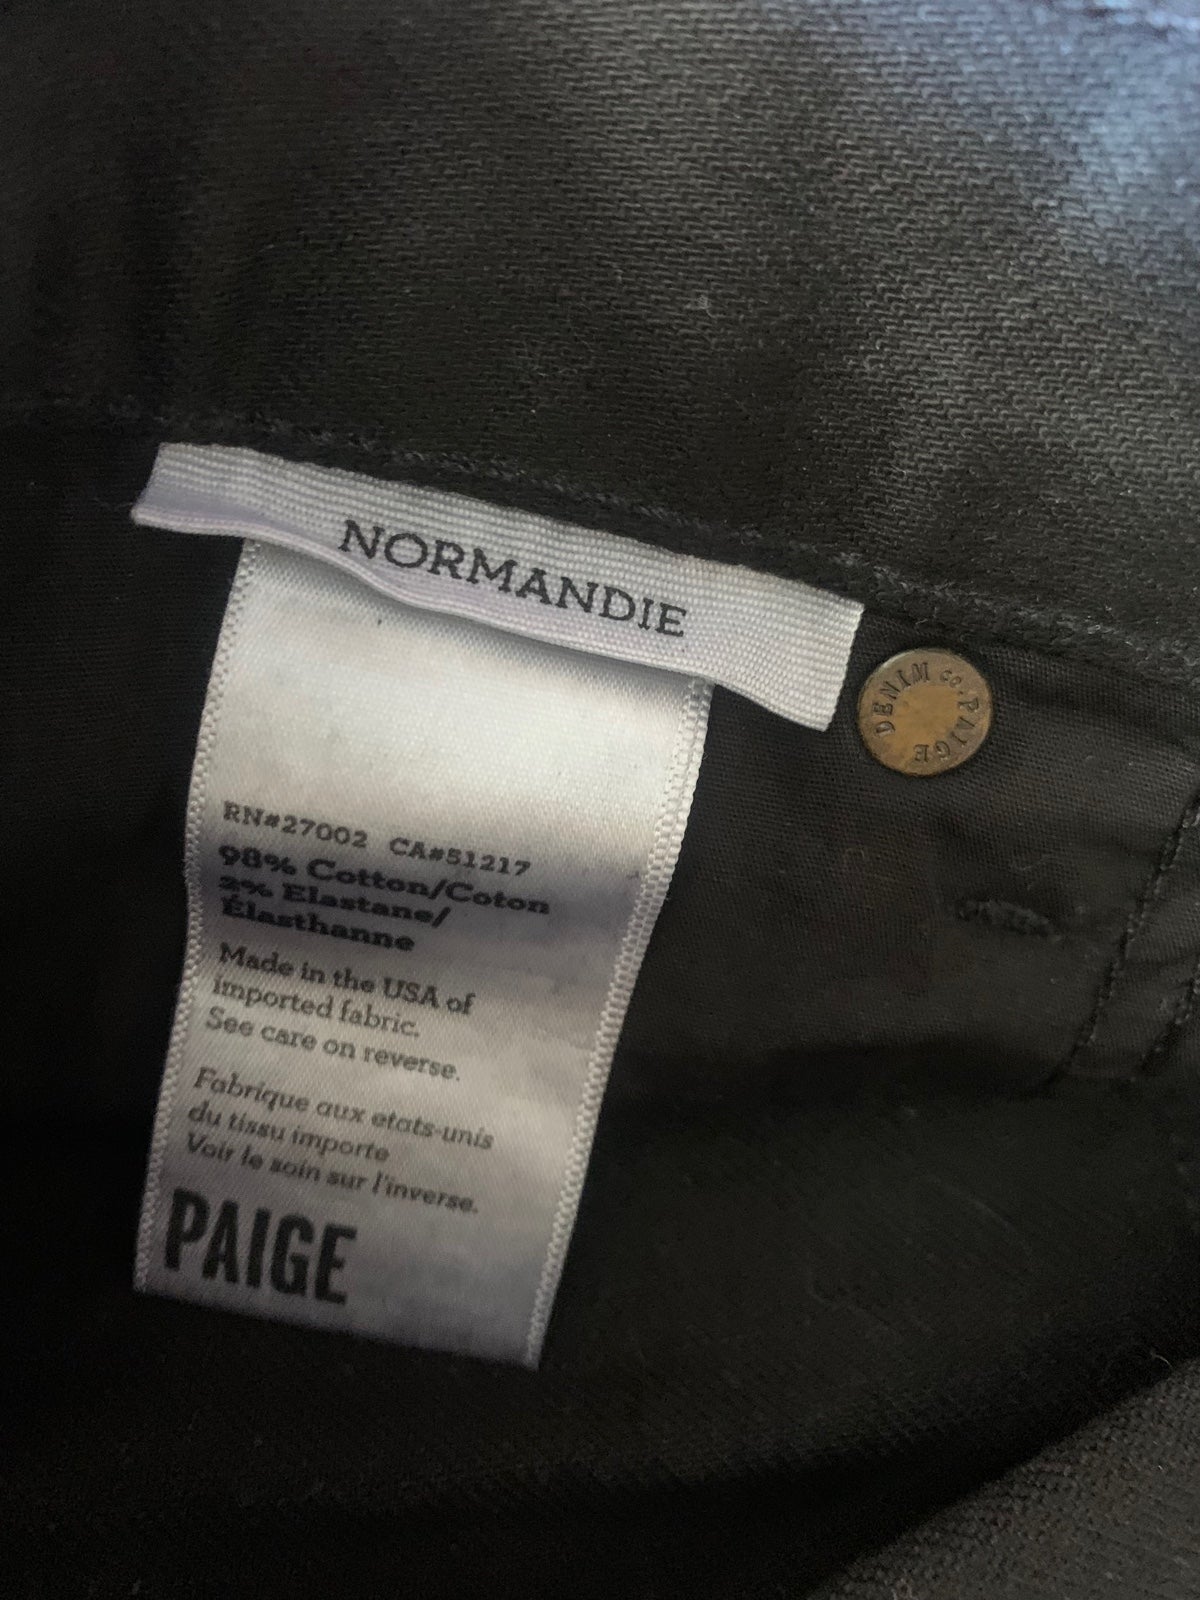 NORMANDIE
DENIM CO. PAIGE
RN#27002 CA#51217
98% Cotton/Coton
2% Elastane/
Élasthanne
Made in the USA of
imported fabric.
See care on reverse.
Fabrique aux etats-unis
du tissu importe
Voir le soin sur l'inverse.
PAIGE